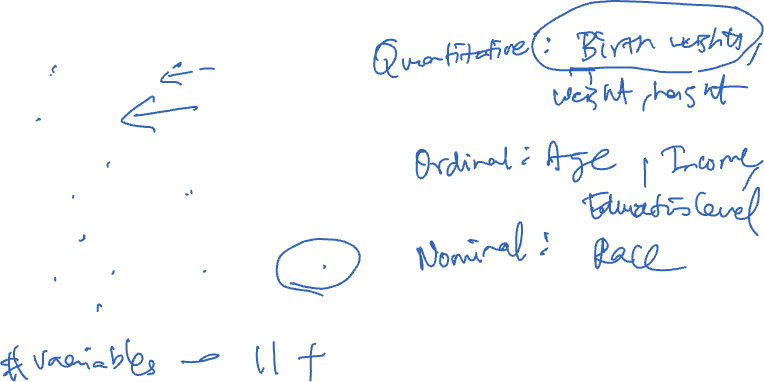 Quantitative: Birth weights,
weight, height
Ordinal: Age, Income,
Education level
Nominal: Race
# variables - 11 +